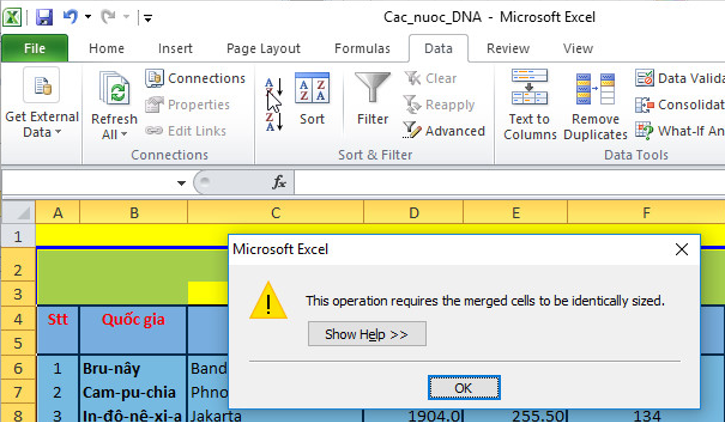 Cac_nuoc_DNA - Microsoft Excel
File Home Insert Page Layout Formulas Data Review View
Get External Data
Refresh All
Connections
Properties
Edit Links
Connections
A Z
Z A
A Z Z A
Sort
Filter
Clear
Reapply
Advanced
Sort & Filter
Text to Columns
Remove Duplicates
Data Valida
Consolidat
What-If An
Data Tools
fx
A B C D E F
1
2
3
4 Stt Quốc gia
5
6 1 Bru-nây Band
7 2 Cam-pu-chia Phno
8 3 In-đô-nê-xi-a Jakarta 1904.0 255.50 134
Microsoft Excel
This operation requires the merged cells to be identically sized.
Show Help >>
OK